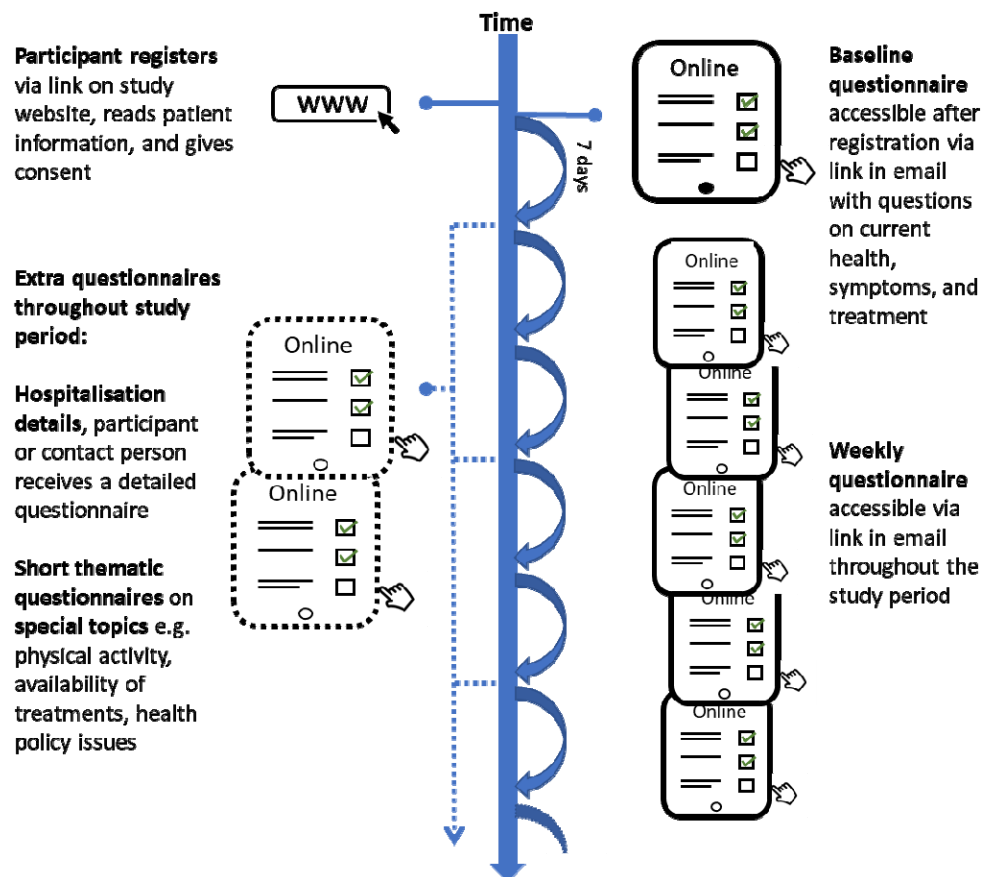 Time
Participant registers
via link on study
website, reads patient
information, and gives
consent
WWW
Online
Baseline
questionnaire
accessible after
registration via
link in email
with questions
on current
health,
symptoms, and
treatment
7 days
Extra questionnaires
throughout study
period:
Hospitalisation
details, participant
or contact person
receives a detailed
questionnaire
Short thematic
questionnaires on
special topics e.g.
physical activity,
availability of
treatments, health
policy issues
Online
Online
Online
Online
Online
Online
Online
Weekly
questionnaire
accessible via
link in email
throughout the
study period